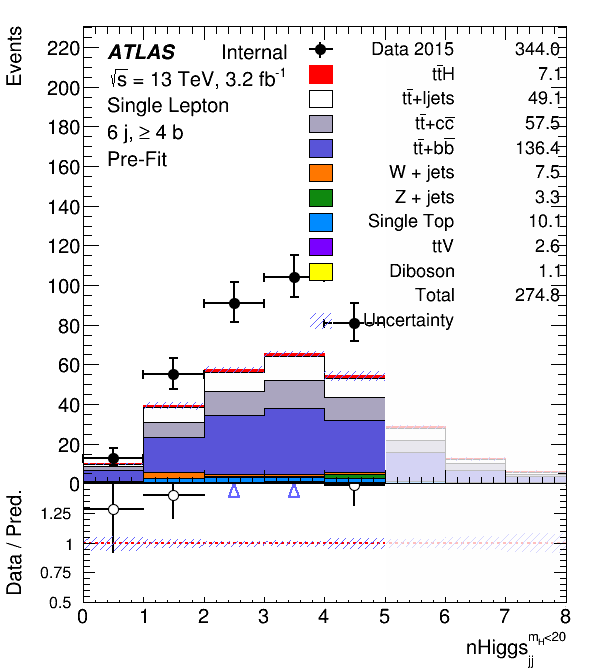 Events
220
200
180
160
140
120
100
80
60
40
20
0
ATLAS Internal
√s = 13 TeV, 3.2 fb⁻¹
Single Lepton
6 j, ≥ 4 b
Pre-Fit
Data 2015 344.0
tt̄H 7.1
tt̄+ljets 49.1
tt̄+cc̄ 57.5
tt̄+bb̄ 136.4
W + jets 7.5
Z + jets 3.3
Single Top 10.1
ttV 2.6
Diboson 1.1
Total 274.8
Uncertainty
Data / Pred.
1.25
1
0.75
0.5
0 1 2 3 4 5 6 7 8
nHiggs_jj^{m_H<20}